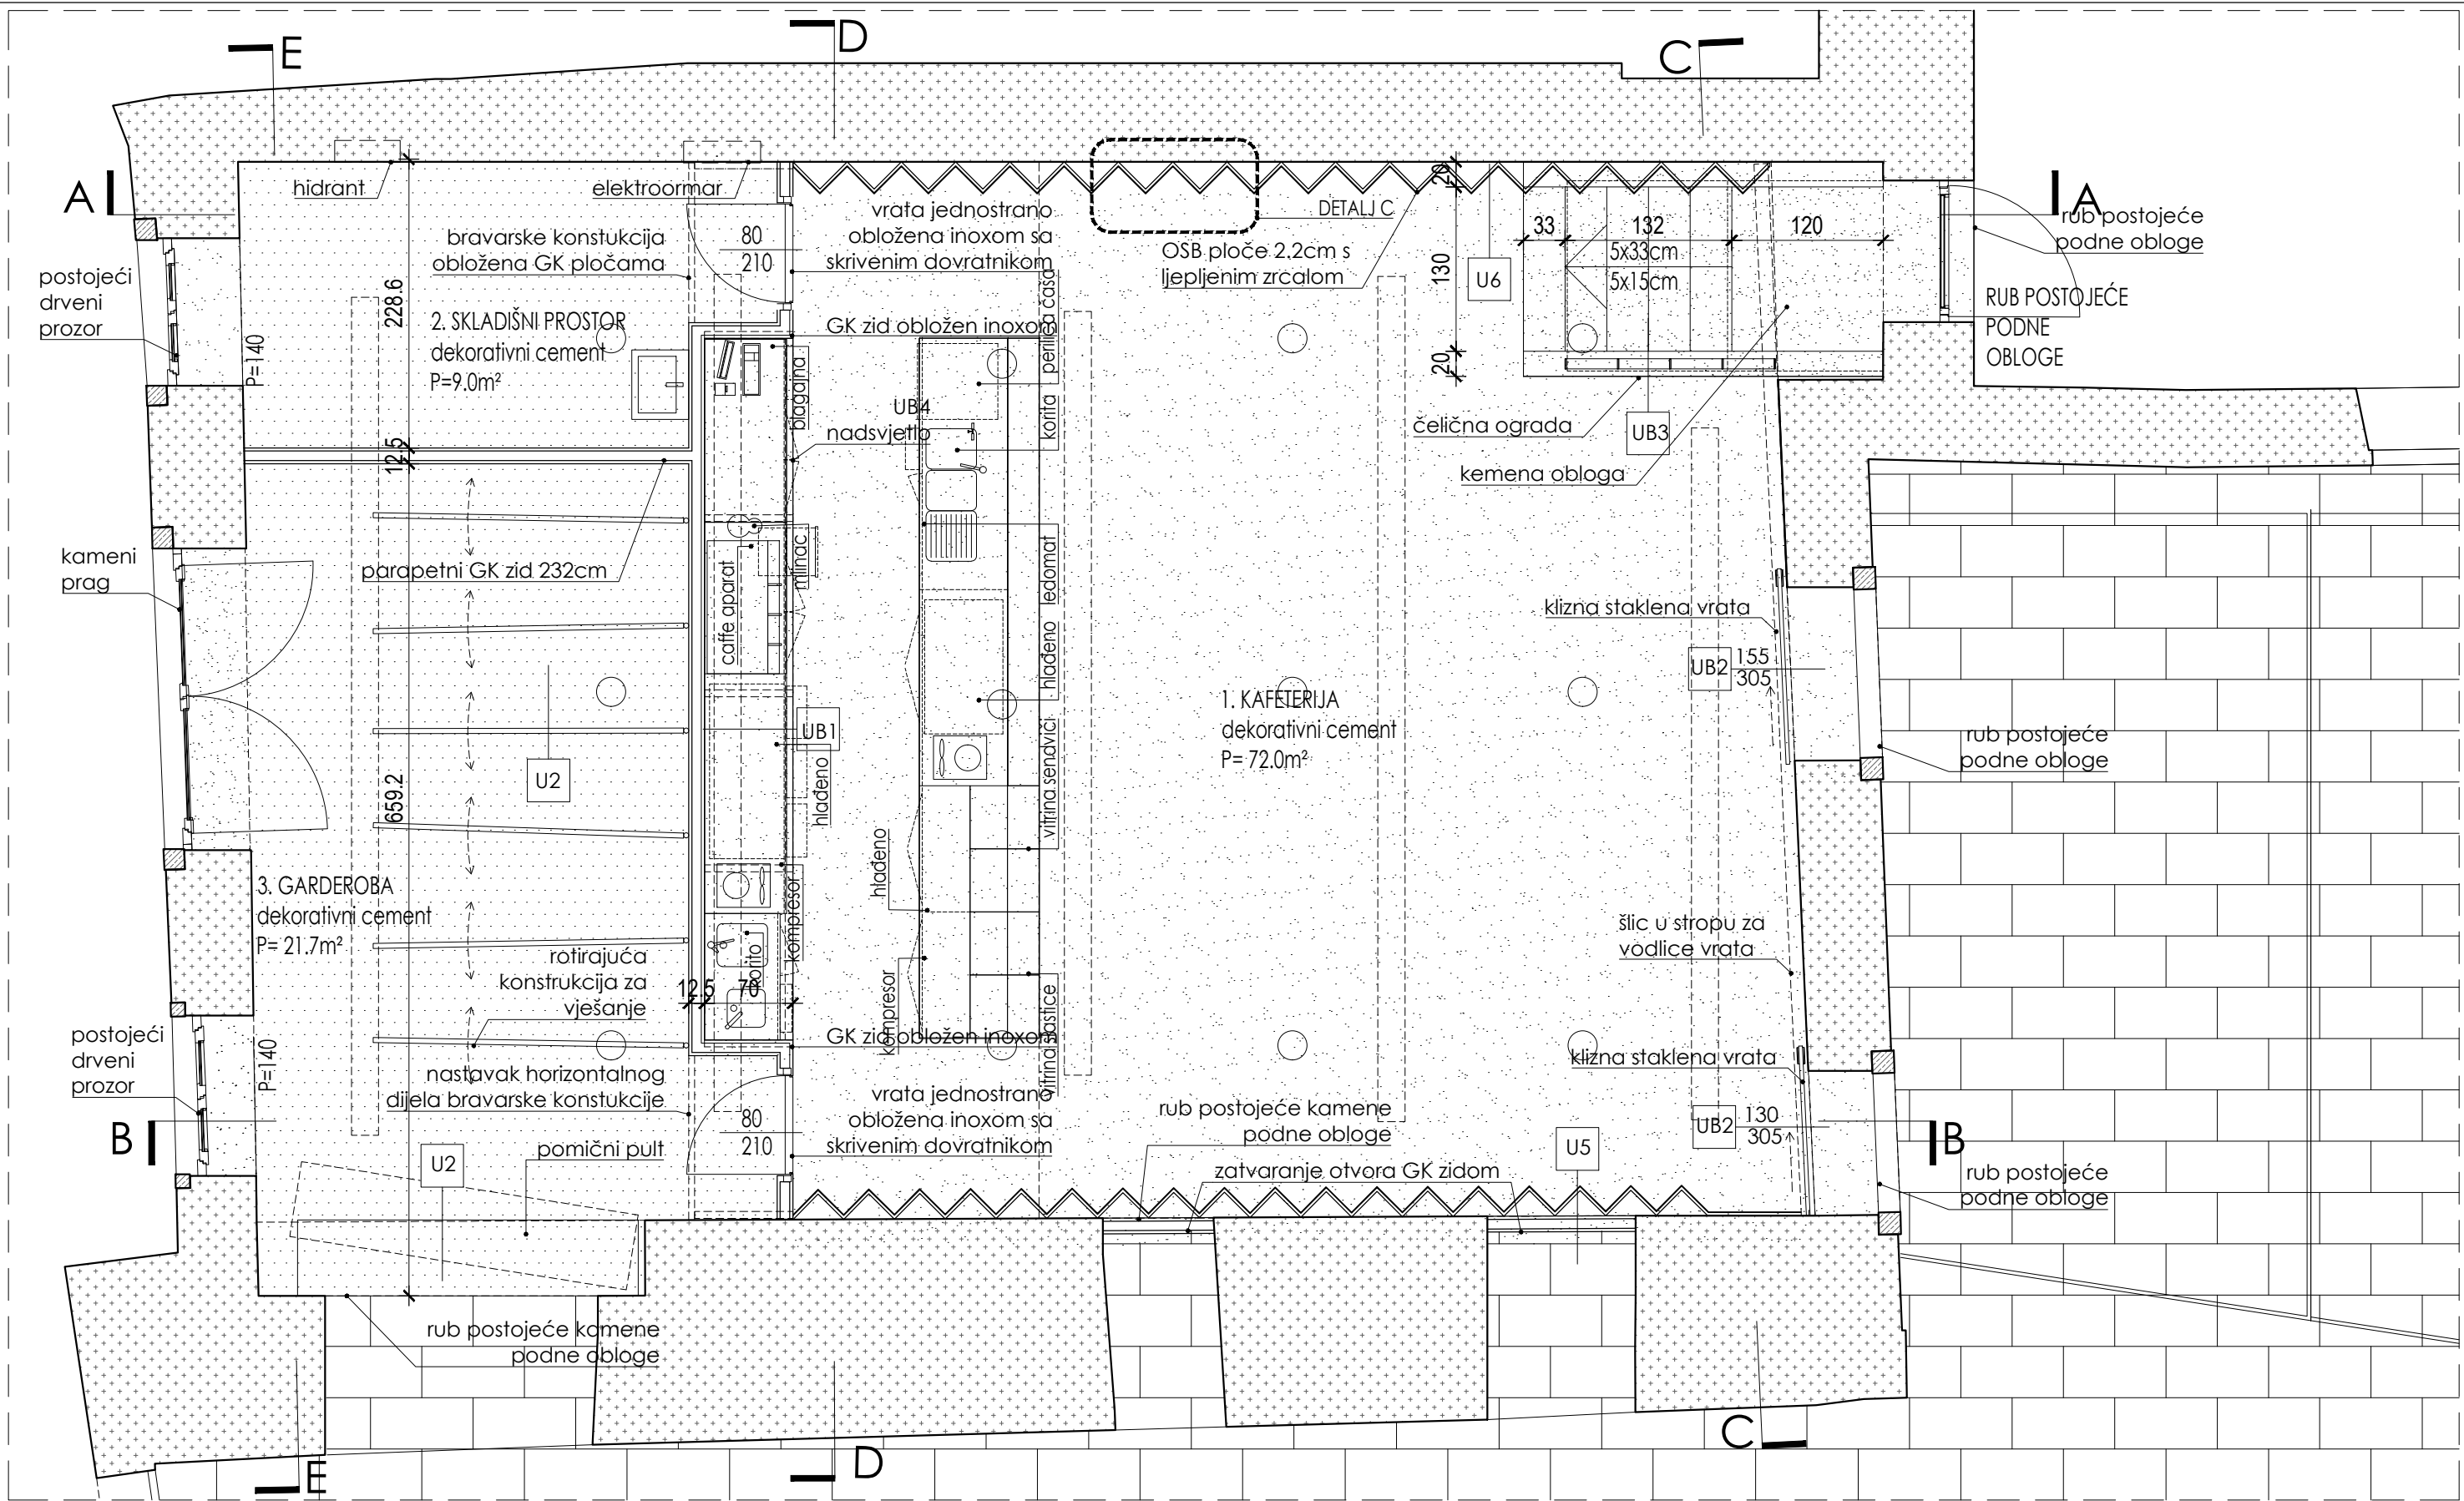 E
D
C
A
hidrant
elektroormar
vrata jednostrano
obložena inoxom sa
skrivenim dovratnikom
80
210
bravarske konstukcija
obložena GK pločama
DETALJ C
OSB ploče 2.2cm s
ljepljenim zrcalom
20
130
20
U6
33
132
120
5x33cm
5x15cm
A
rub postojeće
podne obloge
RUB POSTOJEĆE
PODNE
OBLOGE
postojeći
drveni
prozor
P=140
228.6
2. SKLADIŠNI PROSTOR
dekorativni cement
P=9.0m²
GK zid obložen inoxom
perilica časa
blagajna
UB4
nadsvjetlo
korita
čelična ograda
UB3
kemena obloga
12.5
kameni
prag
parapetni GK zid 232cm
caffe aparat
mlinac
ledomat
hlađeno
klizna staklena vrata
UB2
155
305
1. KAFETERIJA
dekorativni cement
P= 72.0m²
UB1
U2
659.2
hlađeno
vitrina sendviči
rub postojeće
podne obloge
3. GARDEROBA
dekorativni cement
P= 21.7m²
hlađeno
kompresor
korito
kompresor
vitrina slastice
šlic u stropu za
vodlice vrata
rotirajuća
konstrukcija za
vješanje
12.5
70
GK zid obložen inoxom
klizna staklena vrata
postojeći
drveni
prozor
P=140
nastavak horizontalnog
dijela bravarske konstukcije
80
210
vrata jednostrano
obložena inoxom sa
skrivenim dovratnikom
rub postojeće kamene
podne obloge
UB2
130
305
B
U2
pomični pult
zatvaranje otvora GK zidom
U5
B
rub postojeće
podne obloge
rub postojeće kamene
podne obloge
E
D
C